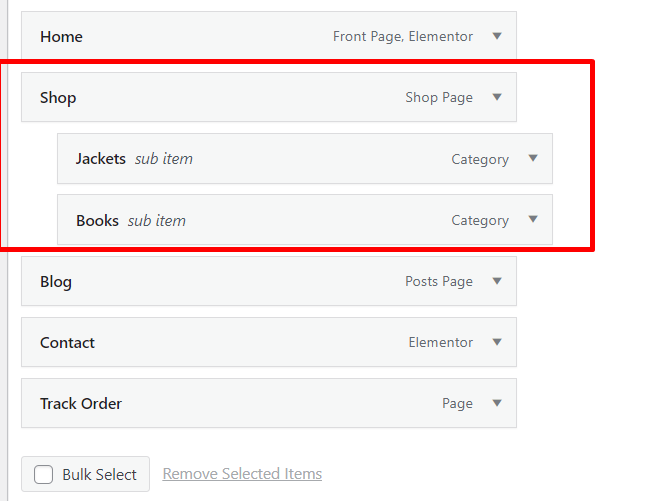 Home Front Page, Elementor
Shop Shop Page
Jackets sub item Category
Books sub item Category
Blog Posts Page
Contact Elementor
Track Order Page
Bulk Select Remove Selected Items